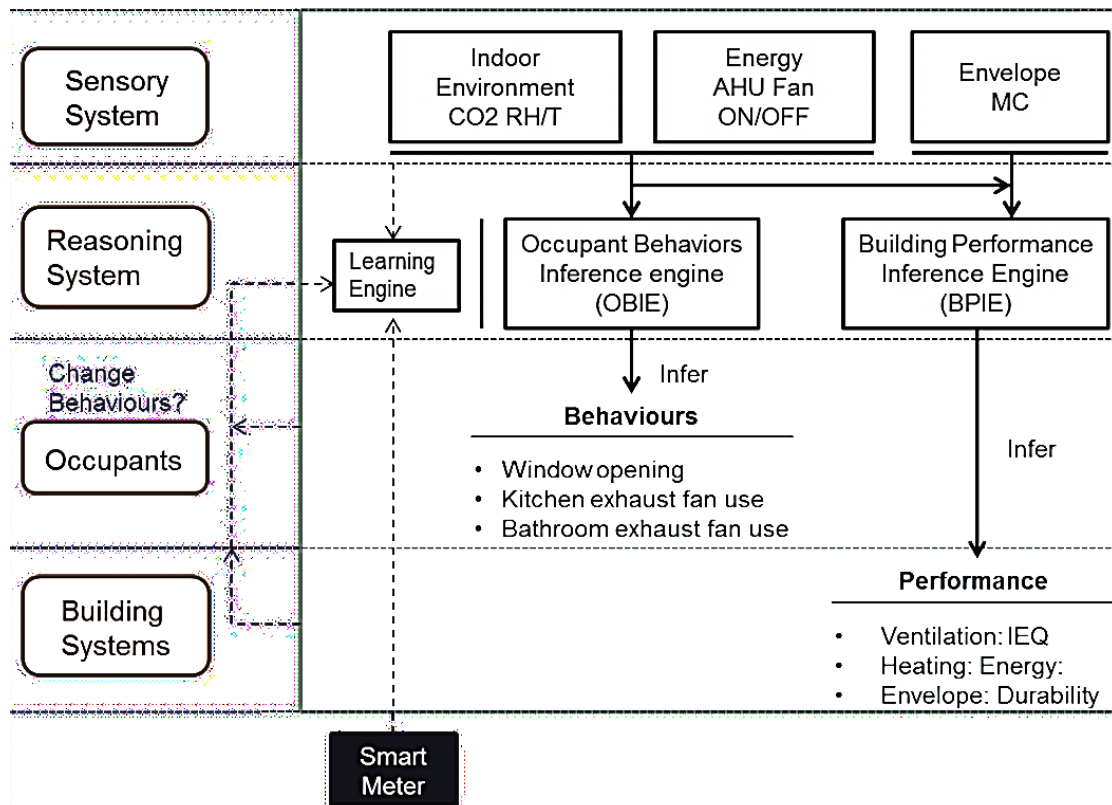 Sensory
System
Indoor
Environment
CO2 RH/T
Energy
AHU Fan
ON/OFF
Envelope
MC
Reasoning
System
Learning
Engine
Occupant Behaviors
Inference engine
(OBIE)
Building Performance
Inference Engine
(BPIE)
Change
Behaviours?
Occupants
Infer
Behaviours
• Window opening
• Kitchen exhaust fan use
• Bathroom exhaust fan use
Infer
Building
Systems
Performance
• Ventilation: IEQ
• Heating: Energy:
• Envelope: Durability
Smart
Meter